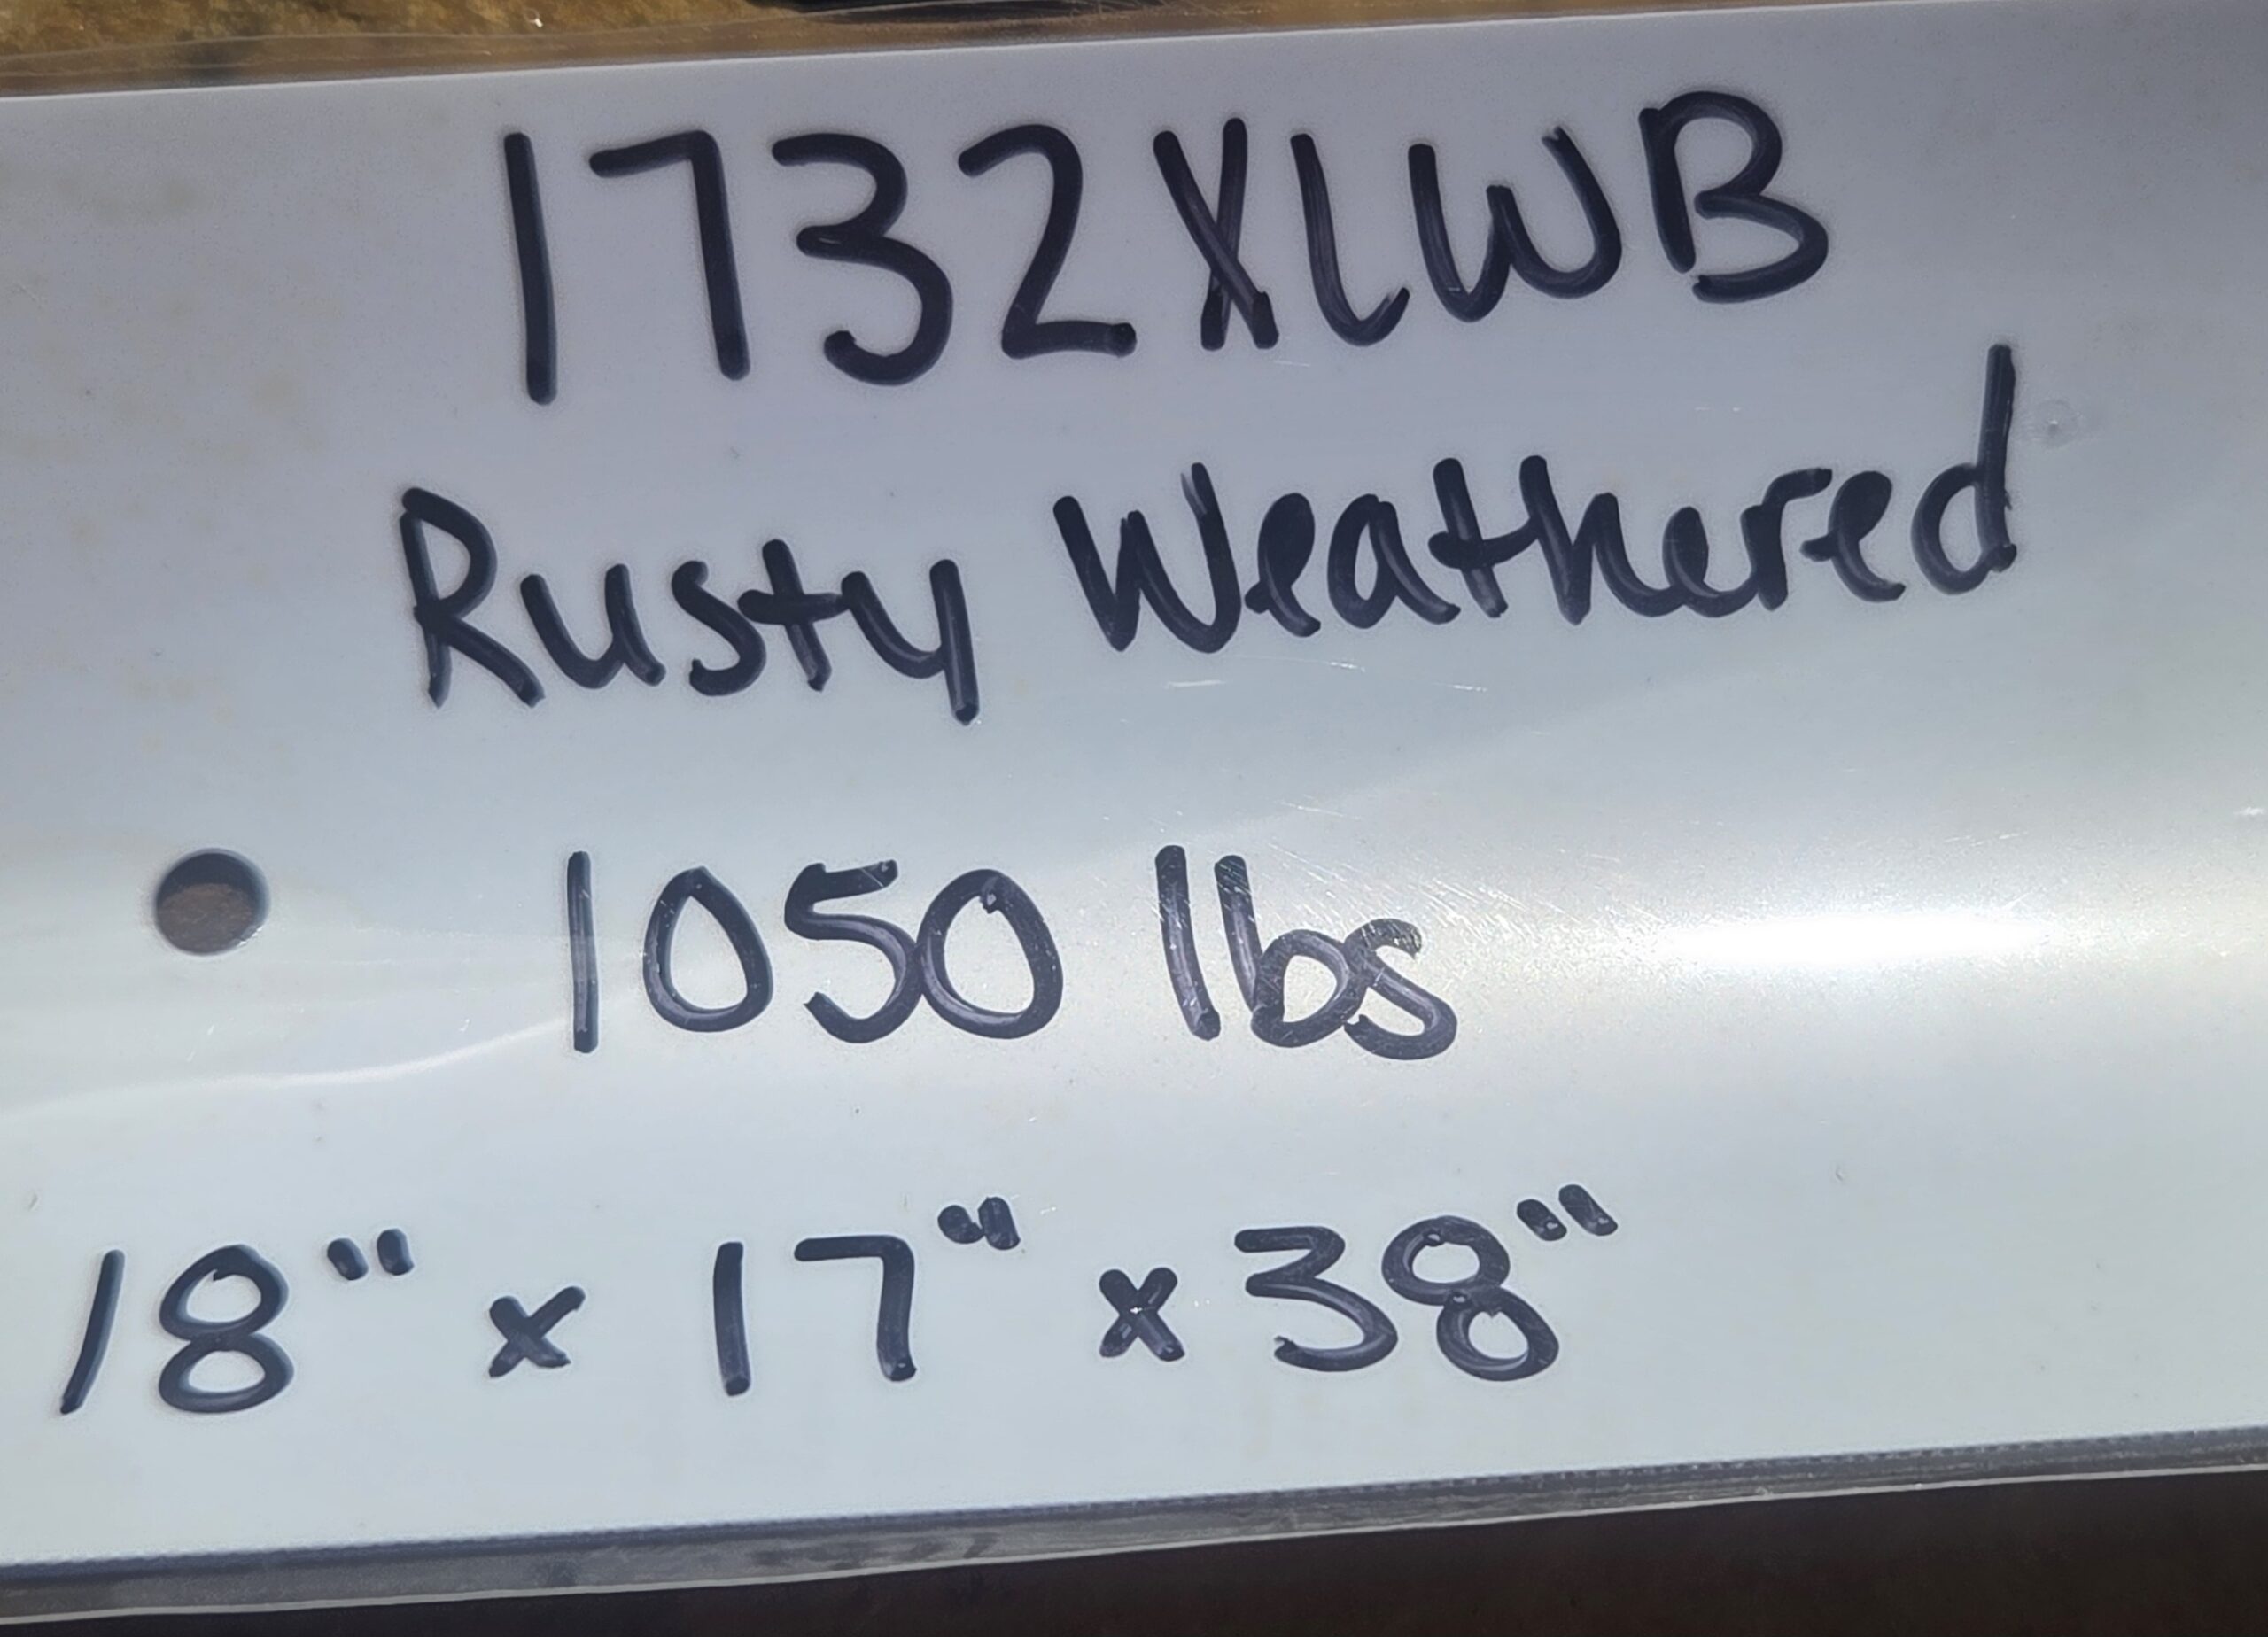 1732XLWB
Rusty Weathered
1050 lbs
18" x 17" x 38"